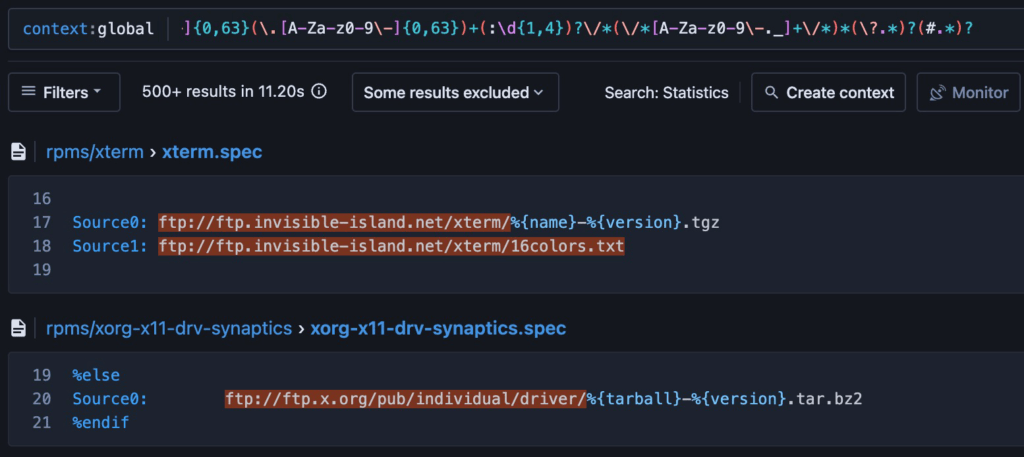 context:global ]{0,63}(\.[A-Za-z0-9\-]{0,63})+(:\d{1,4})?\/*(\/*[A-Za-z0-9\-._]+\/*)*(\?.*)?(#.*)?
Filters 500+ results in 11.20s Some results excluded Search: Statistics Create context Monitor
rpms/xterm › xterm.spec
16
17 Source0: ftp://ftp.invisible-island.net/xterm/%{name}-%{version}.tgz
18 Source1: ftp://ftp.invisible-island.net/xterm/16colors.txt
19
rpms/xorg-x11-drv-synaptics › xorg-x11-drv-synaptics.spec
19 %else
20 Source0: ftp://ftp.x.org/pub/individual/driver/%{tarball}-%{version}.tar.bz2
21 %endif